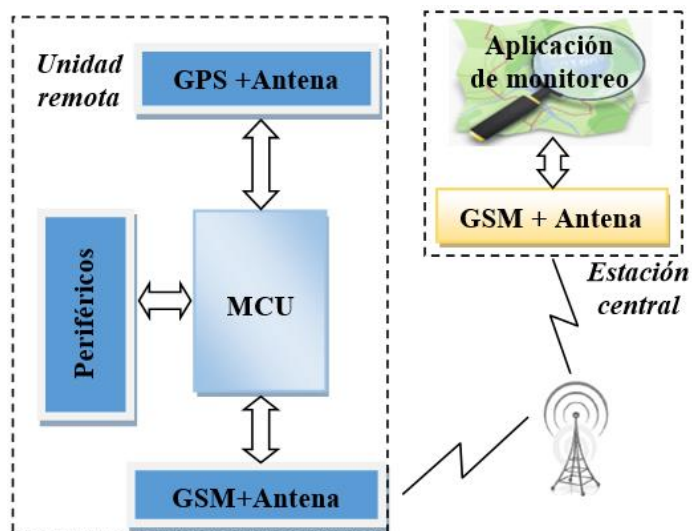 Unidad
remota
GPS +Antena
Periféricos
MCU
GSM+Antena
Aplicación
de monitoreo
GSM + Antena
Estación
central